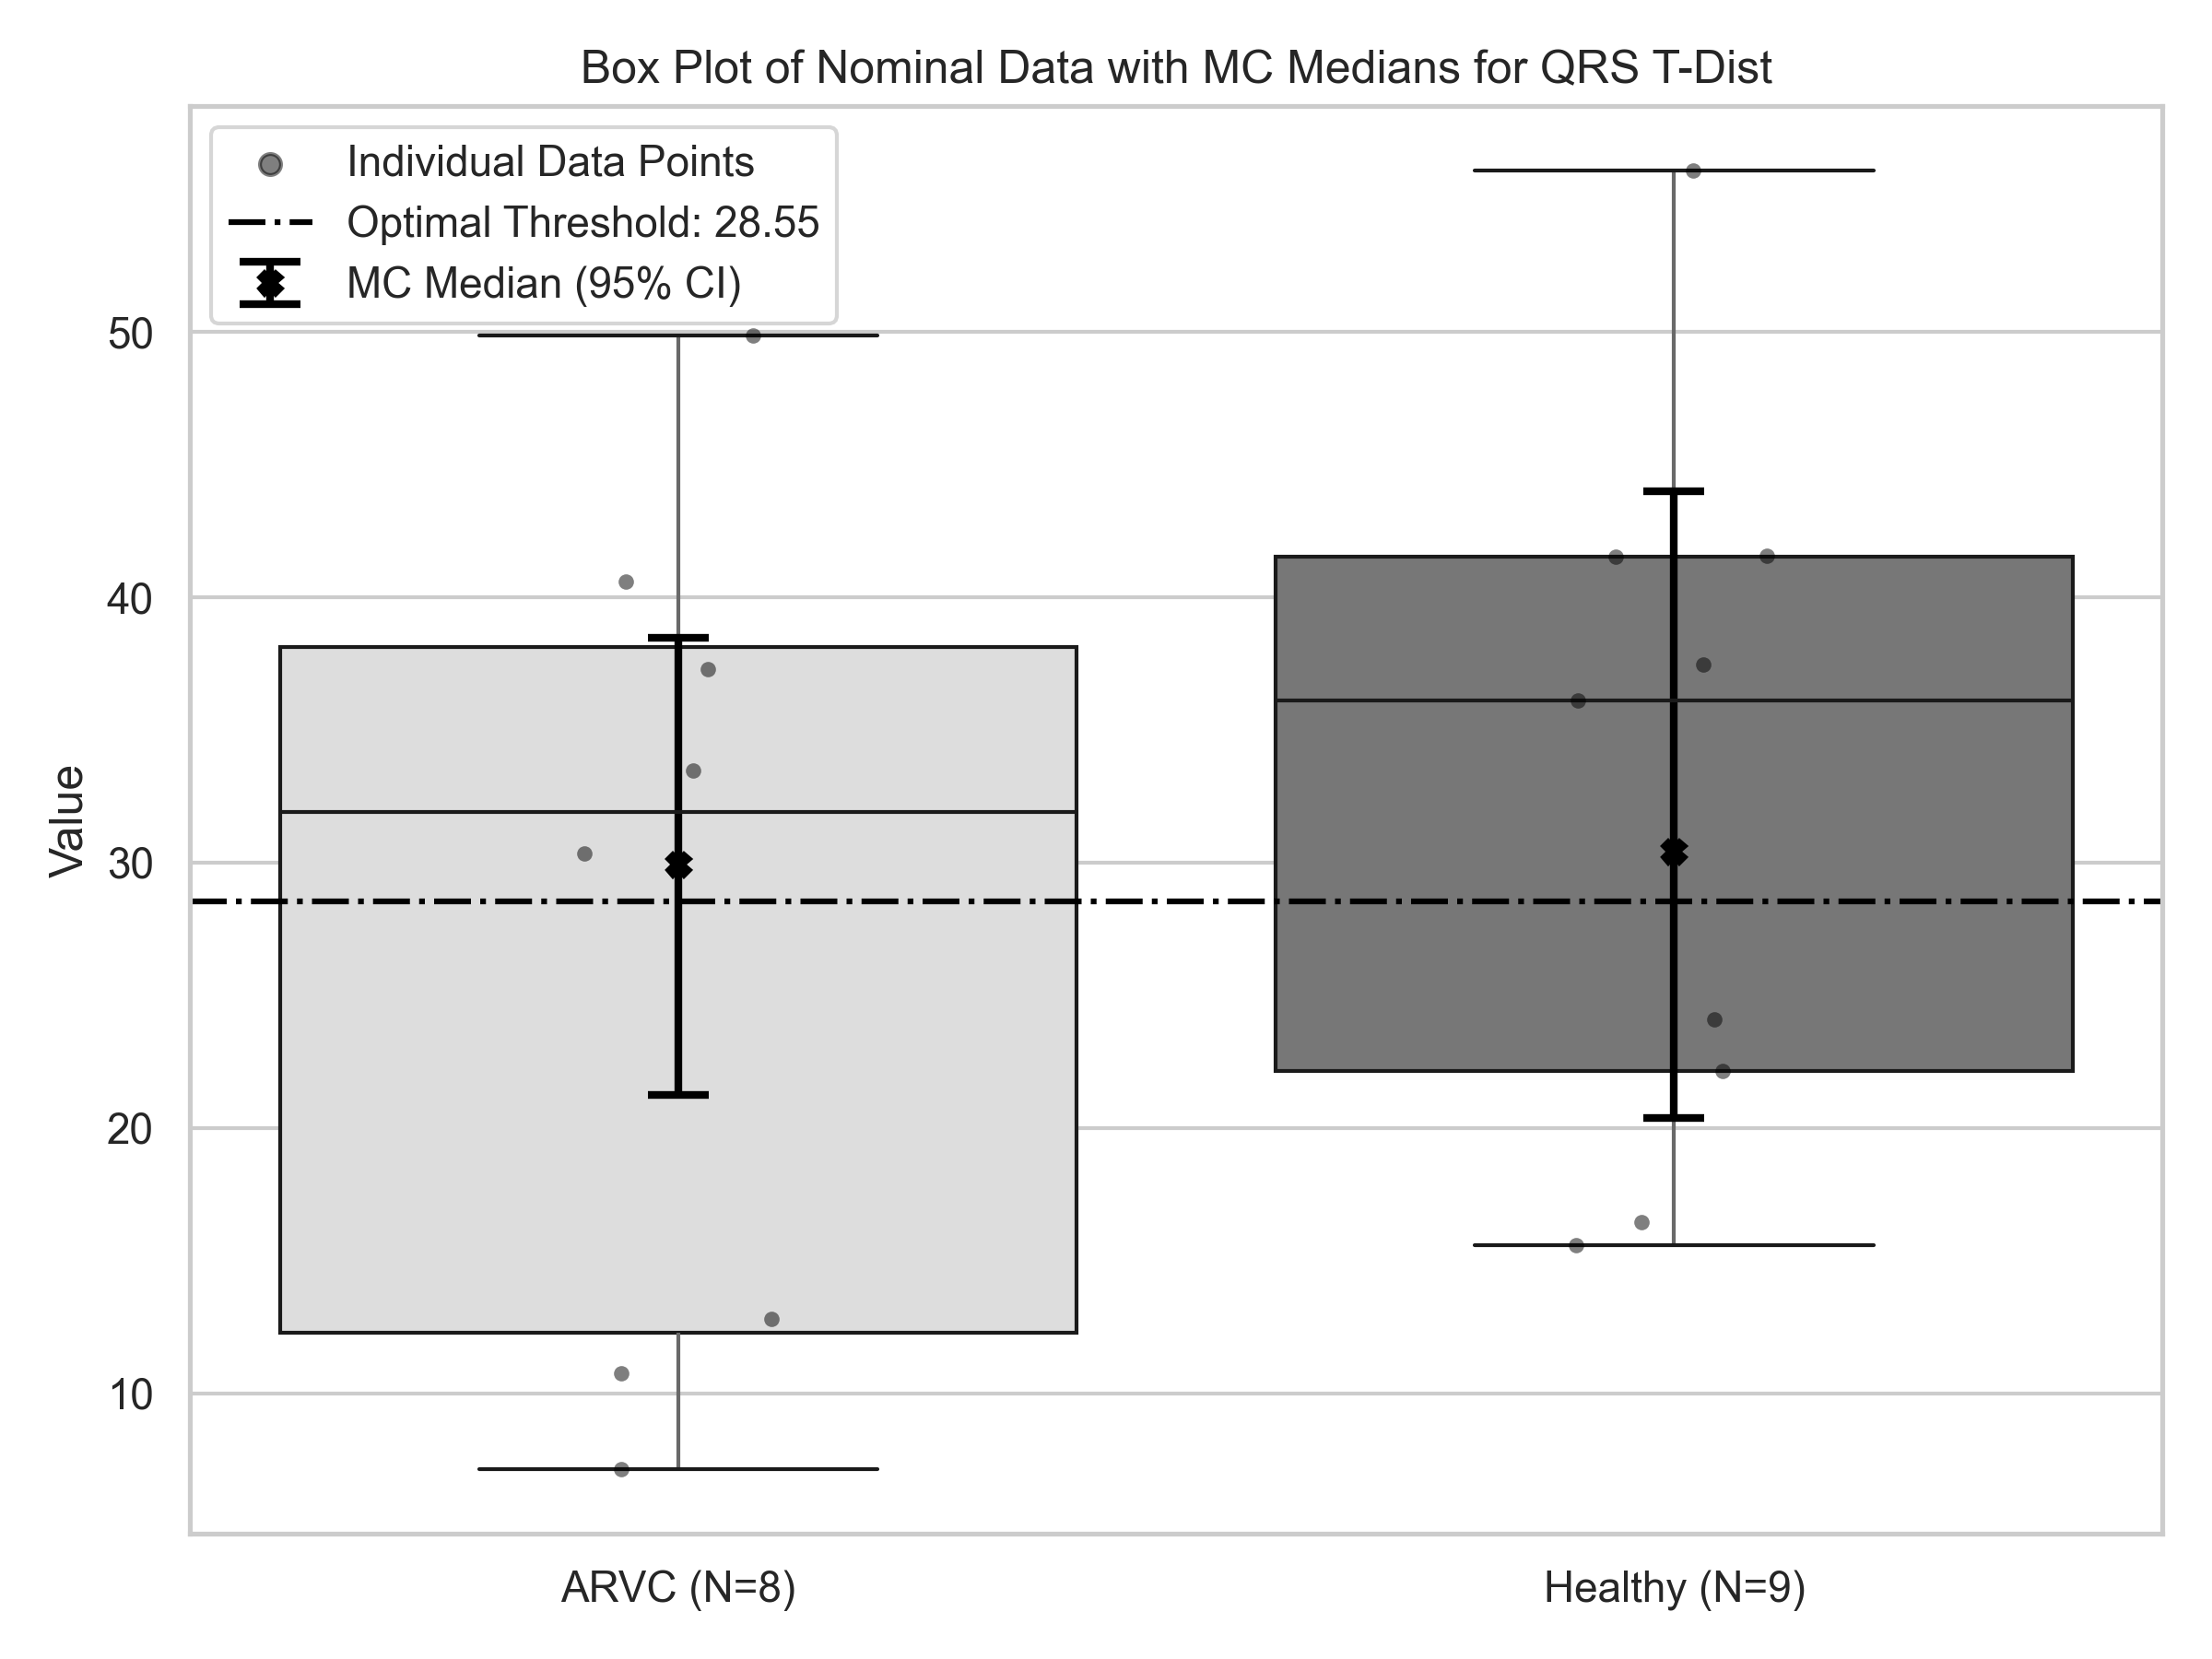 Box Plot of Nominal Data with MC Medians for QRS T-Dist
Individual Data Points
Optimal Threshold: 28.55
MC Median (95% CI)
50
40
30
20
10
Value
ARVC (N=8)
Healthy (N=9)